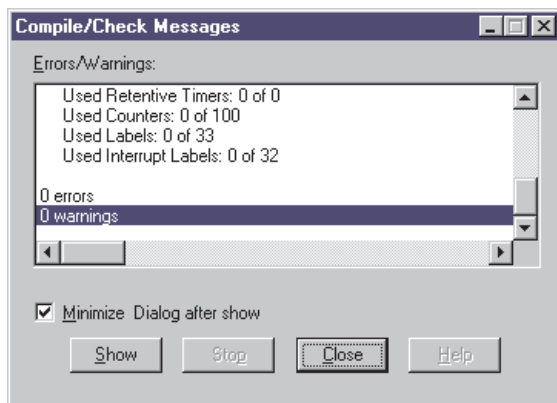 Compile/Check Messages
Errors/Warnings:
Used Retentive Timers: 0 of 0
Used Counters: 0 of 100
Used Labels: 0 of 33
Used Interrupt Labels: 0 of 32
0 errors
0 warnings
Minimize Dialog after show
Show Stop Close Help